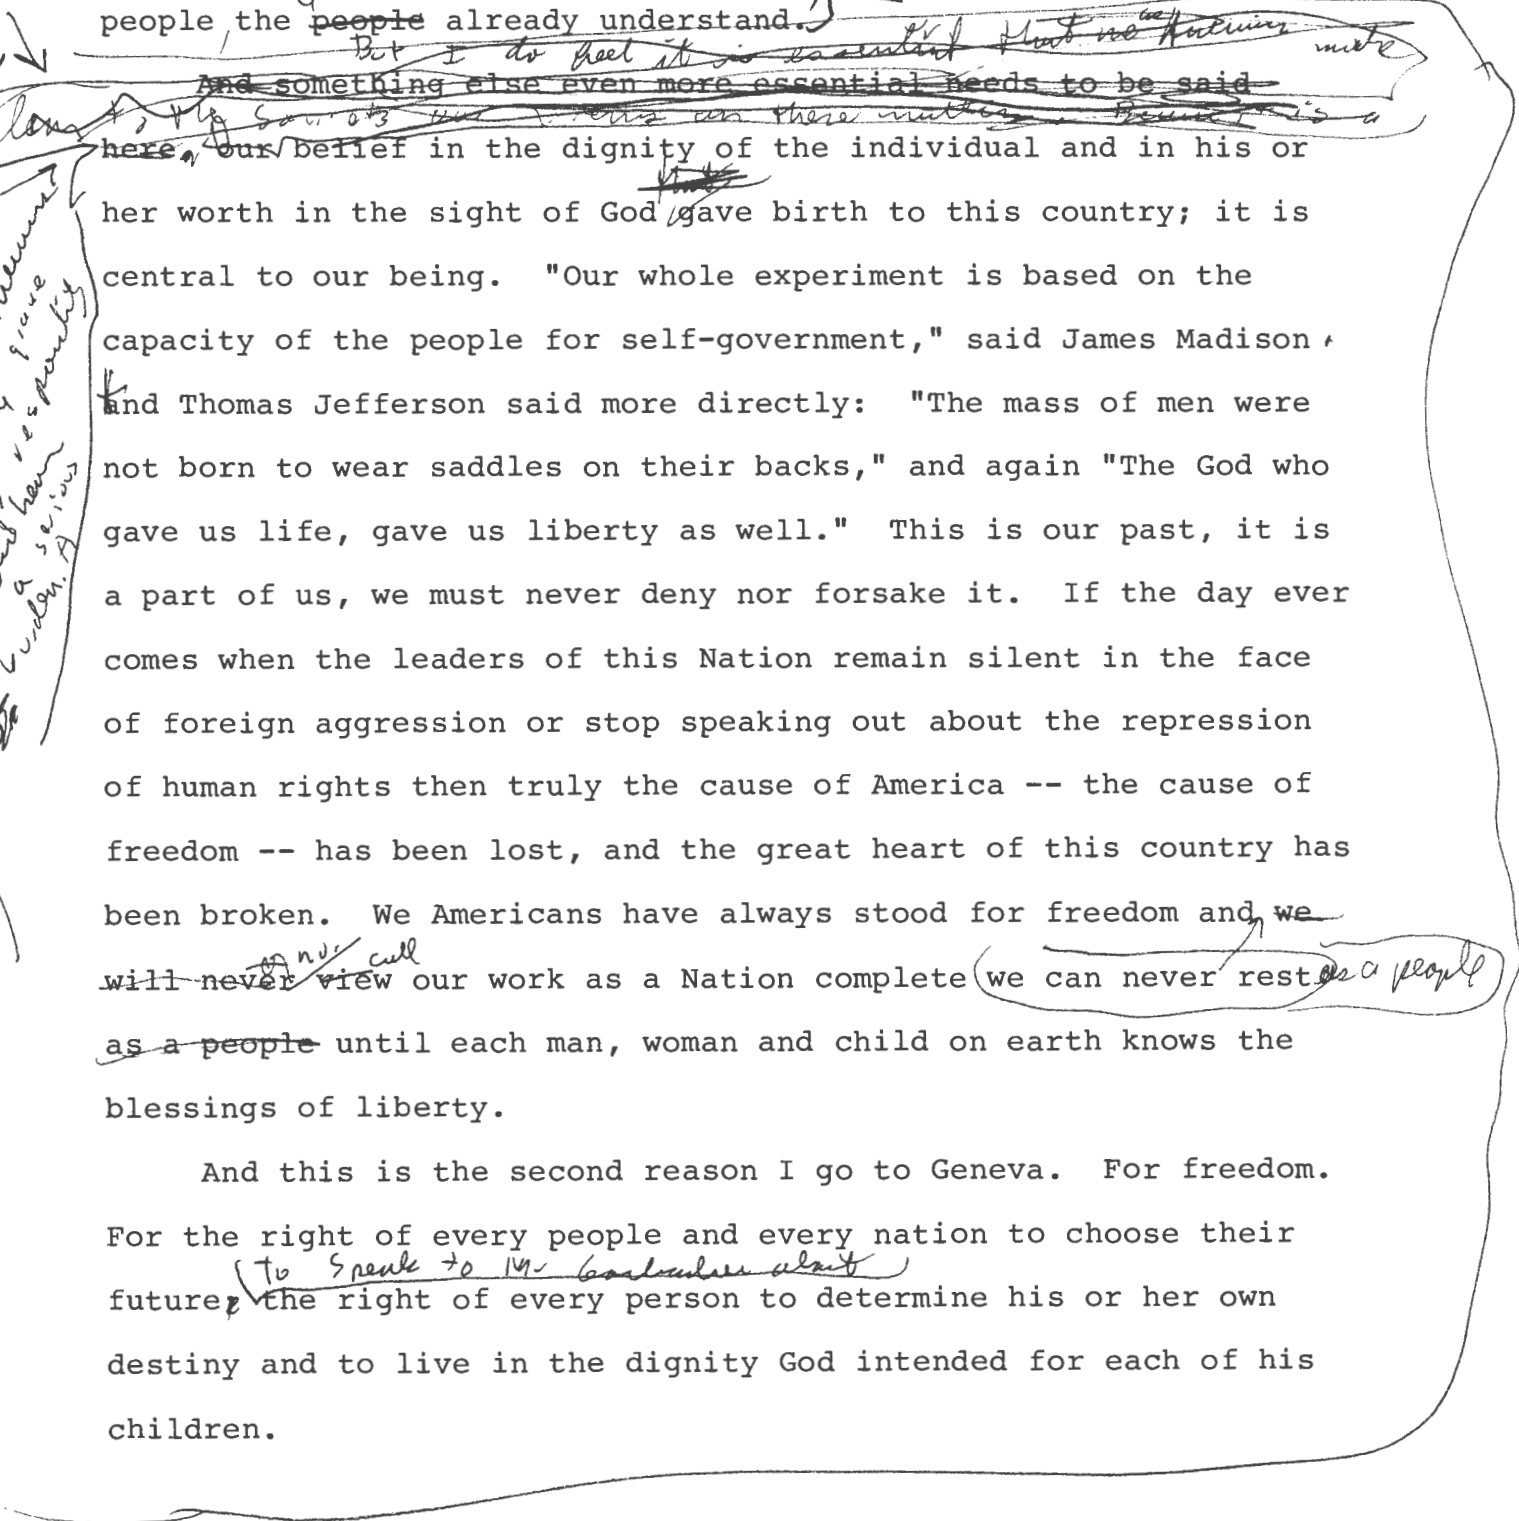 people, the people already understand.
But I do feel it is essential that no
And something else even more essential needs to be said
here. our belief in the dignity of the individual and in his or
her worth in the sight of God gave birth to this country; it is
central to our being. "Our whole experiment is based on the
capacity of the people for self-government," said James Madison
and Thomas Jefferson said more directly: "The mass of men were
not born to wear saddles on their backs," and again "The God who
gave us life, gave us liberty as well." This is our past, it is
a part of us, we must never deny nor forsake it. If the day ever
comes when the leaders of this Nation remain silent in the face
of foreign aggression or stop speaking out about the repression
of human rights then truly the cause of America -- the cause of
freedom -- has been lost, and the great heart of this country has
been broken. We Americans have always stood for freedom and we
call
will never view our work as a Nation complete we can never rest as a people
as a people until each man, woman and child on earth knows the
blessings of liberty.
And this is the second reason I go to Geneva. For freedom.
For the right of every people and every nation to choose their
To speak to Mr. about
future, the right of every person to determine his or her own
destiny and to live in the dignity God intended for each of his
children.